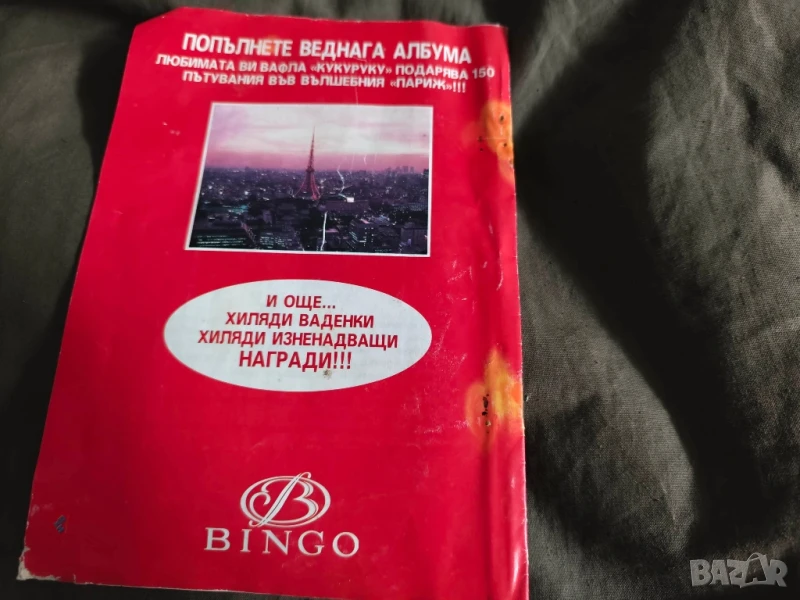 ПОПЪЛНЕТЕ ВЕДНАГА АЛБУМА
ЛЮБИМАТА ВИ ВАФЛА «КУКУРУКУ» ПОДАРЯВА 150
ПЪТУВАНИЯ ВЪВ ВЪЛШЕБНИЯ «ПАРИЖ»!!!
И ОЩЕ...
ХИЛЯДИ ВАДЕНКИ
ХИЛЯДИ ИЗНЕНАДВАЩИ
НАГРАДИ!!!
B
BINGO
BAZAR